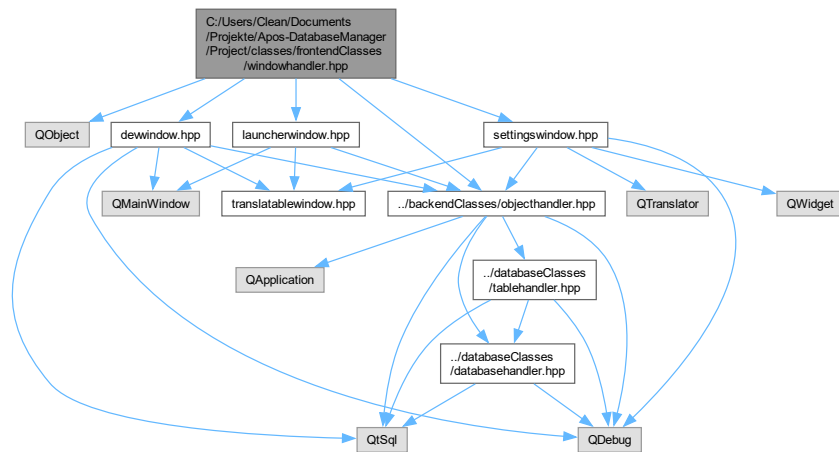 C:/Users/Clean/Documents
/Projekte/Apos-DatabaseManager
/Project/classes/frontendClasses
/windowhandler.hpp
QObject
dewwindow.hpp
launcherwindow.hpp
settingswindow.hpp
QMainWindow
translatablewindow.hpp
../backendClasses/objecthandler.hpp
QTranslator
QWidget
QApplication
../databaseClasses
/tablehandler.hpp
../databaseClasses
/databasehandler.hpp
QtSql
QDebug